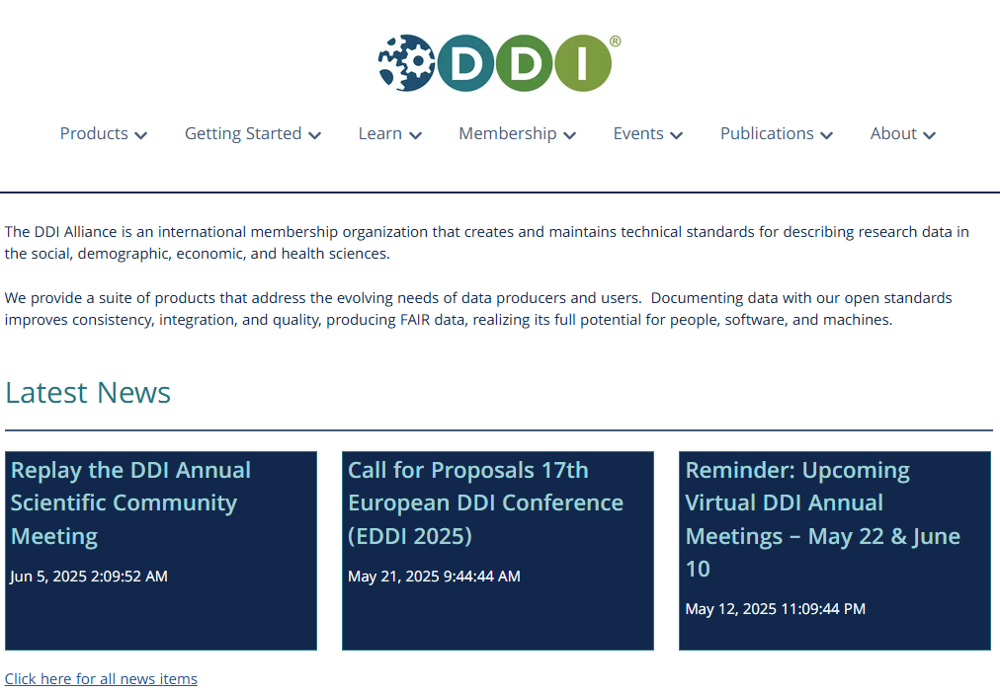 DDI®
Products
Getting Started
Learn
Membership
Events
Publications
About
The DDI Alliance is an international membership organization that creates and maintains technical standards for describing research data in
the social, demographic, economic, and health sciences.
We provide a suite of products that address the evolving needs of data producers and users.  Documenting data with our open standards
improves consistency, integration, and quality, producing FAIR data, realizing its full potential for people, software, and machines.
Latest News
Replay the DDI Annual
Scientific Community
Meeting
Jun 5, 2025 2:09:52 AM
Call for Proposals 17th
European DDI Conference
(EDDI 2025)
May 21, 2025 9:44:44 AM
Reminder: Upcoming
Virtual DDI Annual
Meetings – May 22 & June
10
May 12, 2025 11:09:44 PM
Click here for all news items